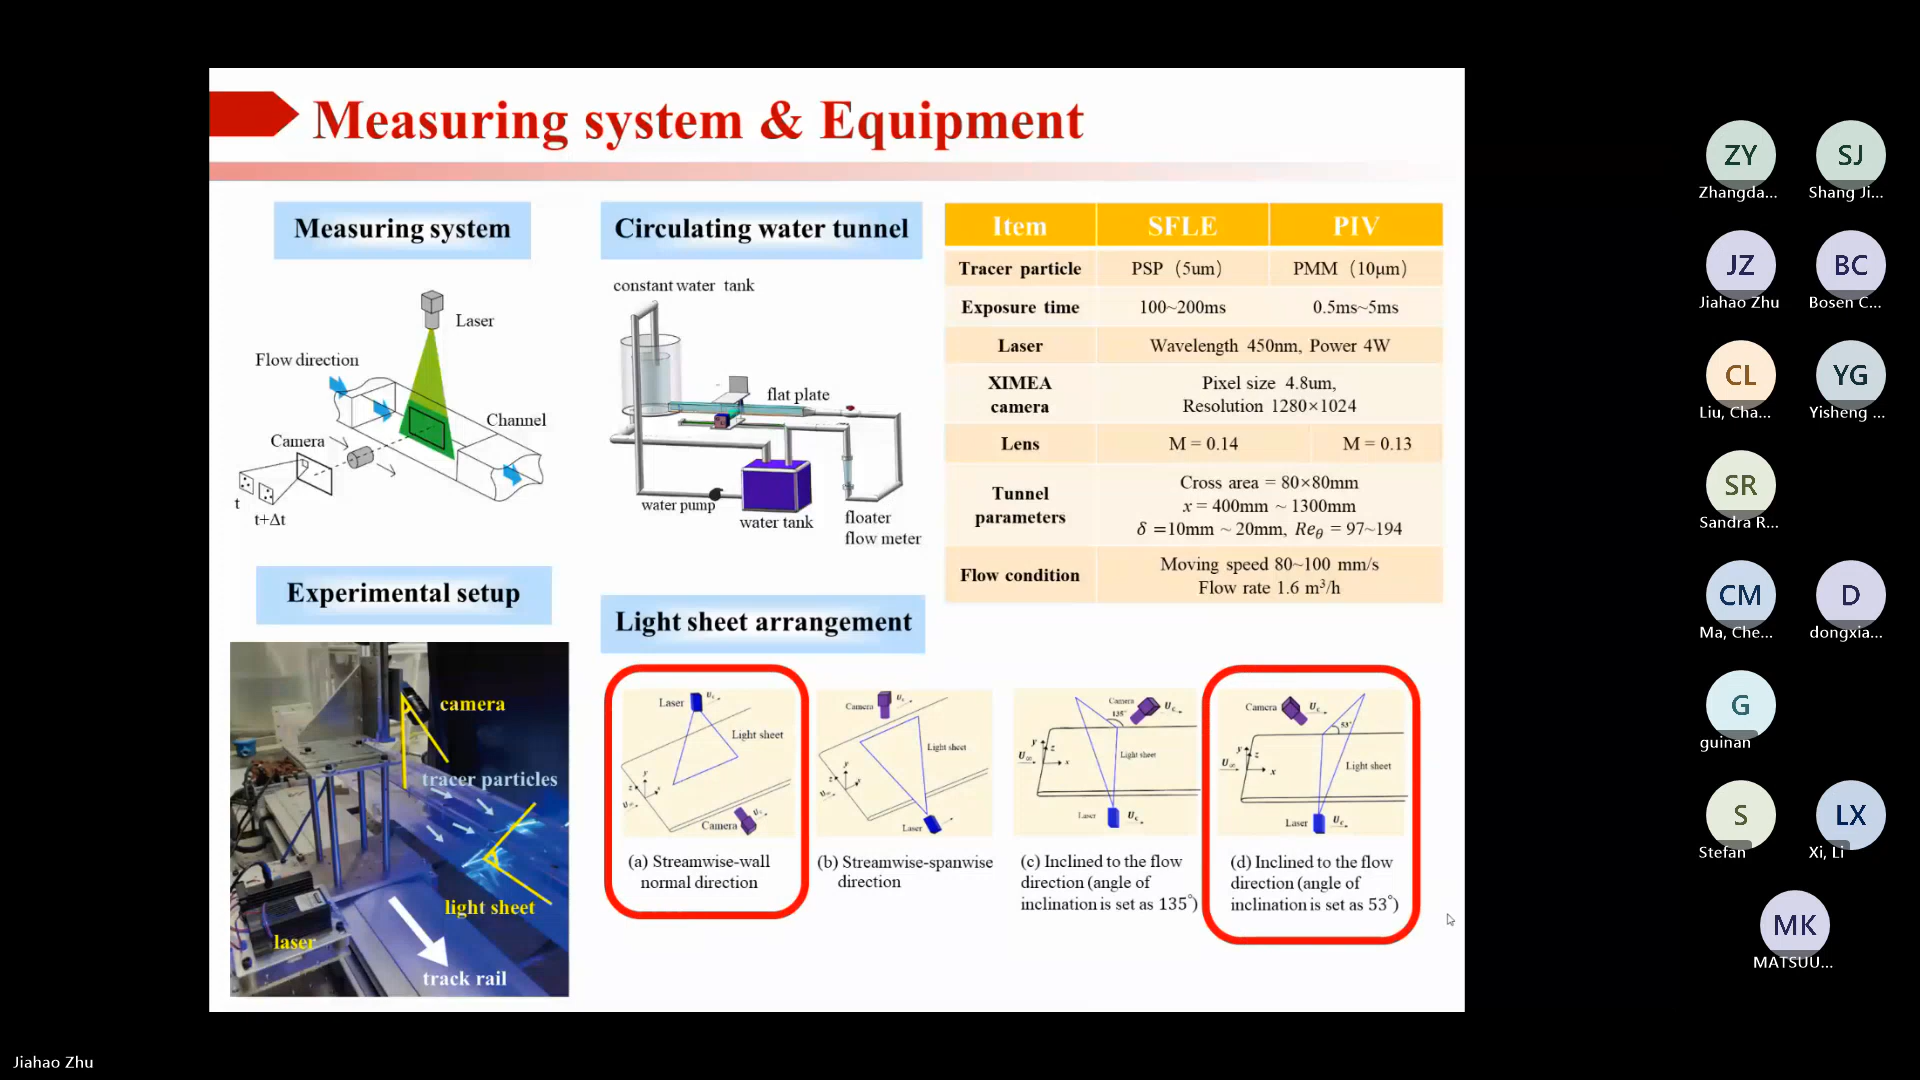 Measuring system & Equipment
Measuring system
Laser
Flow direction
Channel
Camera
t
t+Δt
Circulating water tunnel
constant water tank
flat plate
water pump
water tank
floater
flow meter
Item SFLE PIV
Tracer particle PSP（5um） PMM（10μm）
Exposure time 100~200ms 0.5ms~5ms
Laser Wavelength 450nm, Power 4W
XIMEA
camera
Pixel size 4.8um,
Resolution 1280×1024
Lens M = 0.14 M = 0.13
Tunnel
parameters
Cross area = 80×80mm
x = 400mm ~ 1300mm
δ =10mm ~ 20mm, Reθ = 97~194
Flow condition
Moving speed 80~100 mm/s
Flow rate 1.6 m³/h
Experimental setup
camera
tracer particles
light sheet
laser
track rail
Light sheet arrangement
Laser
Uc
Light sheet
y
z
x
U∞
Camera
Uc
(a) Streamwise-wall
normal direction
Camera
Uc
Light sheet
y
z
x
U∞
Laser
(b) Streamwise-spanwise
direction
Camera
Uc
135°
y
z
U∞
x
Light sheet
Laser
Uc
(c) Inclined to the flow
direction (angle of
inclination is set as 135°)
Camera
Uc
53°
y
z
U∞
x
Light sheet
Laser
Uc
(d) Inclined to the flow
direction (angle of
inclination is set as 53°)
ZY
Zhangda...
SJ
Shang Ji...
JZ
Jiahao Zhu
BC
Bosen C...
CL
Liu, Cha...
YG
Yisheng ...
SR
Sandra R...
CM
Ma, Che...
D
dongxia...
G
guinan
S
Stefan
LX
Xi, Li
MK
MATSUU...
Jiahao Zhu